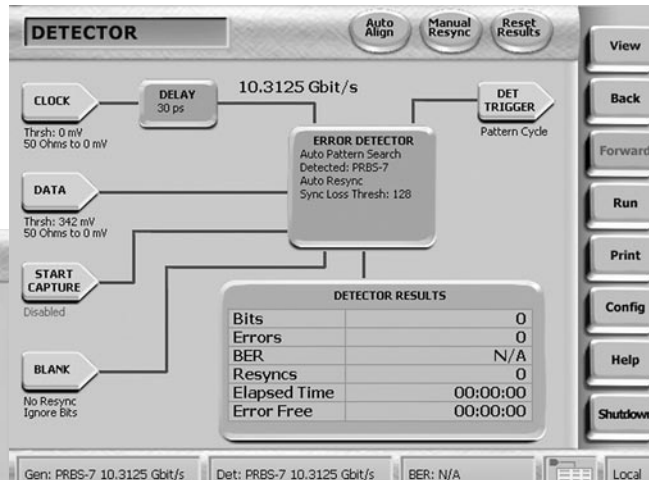 DETECTOR
Auto Align
Manual Resync
Reset Results
View
Back
Forward
Run
Print
Config
Help
Shutdown
CLOCK
Thrsh: 0 mV
50 Ohms to 0 mV
DELAY
30 ps
10.3125 Gbit/s
DET TRIGGER
Pattern Cycle
ERROR DETECTOR
Auto Pattern Search
Detected: PRBS-7
Auto Resync
Sync Loss Thresh: 128
DATA
Thrsh: 342 mV
50 Ohms to 0 mV
START CAPTURE
Disabled
BLANK
No Resync
Ignore Bits
DETECTOR RESULTS
Bits 0
Errors 0
BER N/A
Resyncs 0
Elapsed Time 00:00:00
Error Free 00:00:00
Gen: PRBS-7 10.3125 Gbit/s
Det: PRBS-7 10.3125 Gbit/s
BER: N/A
Local